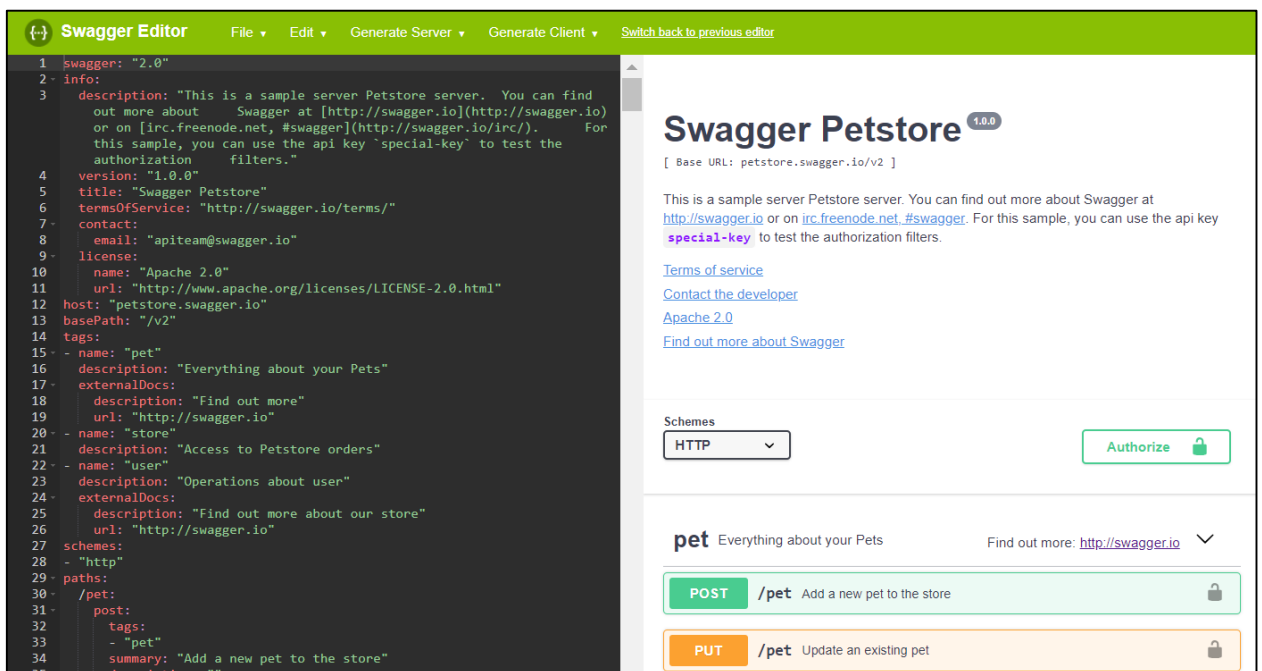 Swagger Editor File Edit Generate Server Generate Client Switch back to previous editor
1 swagger: "2.0"
2 info:
3 description: "This is a sample server Petstore server. You can find
out more about Swagger at [http://swagger.io](http://swagger.io)
or on [irc.freenode.net, #swagger](http://swagger.io/irc/). For
this sample, you can use the api key `special-key` to test the
authorization filters."
4 version: "1.0.0"
5 title: "Swagger Petstore"
6 termsOfService: "http://swagger.io/terms/"
7 contact:
8 email: "apiteam@swagger.io"
9 license:
10 name: "Apache 2.0"
11 url: "http://www.apache.org/licenses/LICENSE-2.0.html"
12 host: "petstore.swagger.io"
13 basePath: "/v2"
14 tags:
15 - name: "pet"
16 description: "Everything about your Pets"
17 externalDocs:
18 description: "Find out more"
19 url: "http://swagger.io"
20 - name: "store"
21 description: "Access to Petstore orders"
22 - name: "user"
23 description: "Operations about user"
24 externalDocs:
25 description: "Find out more about our store"
26 url: "http://swagger.io"
27 schemes:
28 - "http"
29 paths:
30 /pet:
31 post:
32 tags:
33 - "pet"
34 summary: "Add a new pet to the store"
Swagger Petstore 1.0.0
[ Base URL: petstore.swagger.io/v2 ]
This is a sample server Petstore server. You can find out more about Swagger at
http://swagger.io or on irc.freenode.net, #swagger. For this sample, you can use the api key
special-key to test the authorization filters.
Terms of service
Contact the developer
Apache 2.0
Find out more about Swagger
Schemes
HTTP
Authorize
pet Everything about your Pets Find out more: http://swagger.io
POST /pet Add a new pet to the store
PUT /pet Update an existing pet